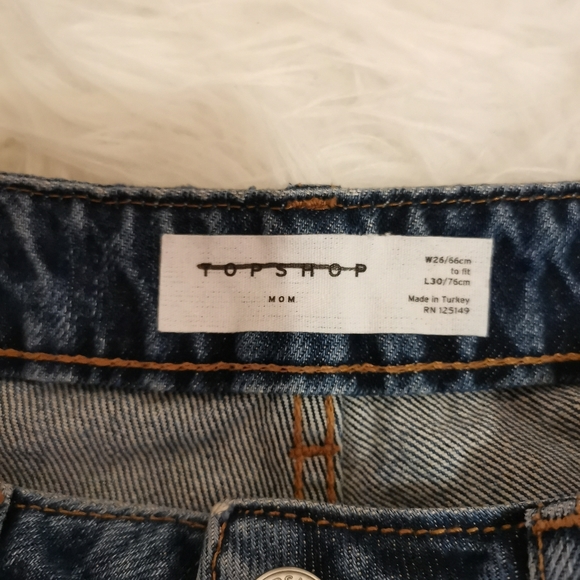 TOPSHOP
MOM
W26/66cm
to fit
L30/76cm
Made in Turkey
RN 125149